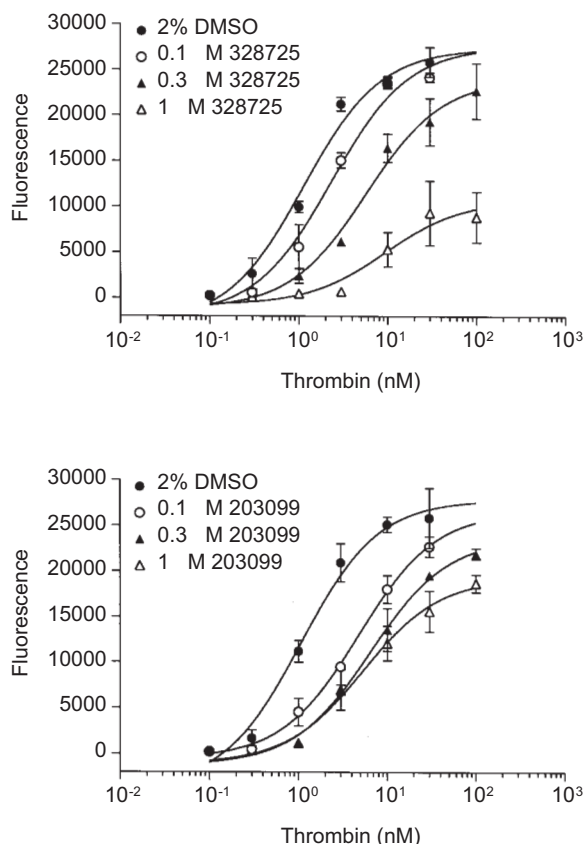 30000
25000
20000
15000
10000
5000
0
Fluorescence
2% DMSO
0.1 M 328725
0.3 M 328725
1 M 328725
10-2 10-1 100 101 102 103
Thrombin (nM)
30000
25000
20000
15000
10000
5000
0
Fluorescence
2% DMSO
0.1 M 203099
0.3 M 203099
1 M 203099
10-2 10-1 100 101 102 103
Thrombin (nM)